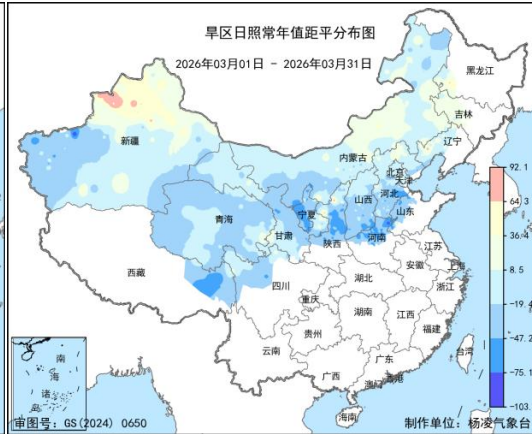 旱区日照常年值距平分布图
2026年03月01日 - 2026年03月31日
黑龙江
吉林
辽宁
内蒙古
北京
天津
河北
山西
山东
新疆
青海
甘肃
宁夏
陕西
河南
西藏
四川
重庆
湖北
安徽
江苏
上海
浙江
湖南
江西
福建
贵州
云南
广西
广东
台湾
澳门
香港
海南
南
海
诸
岛
92.1
64.3
36.4
8.5
-19.4
-47.2
-75.1
-103.
审图号: GS(2024) 0650
制作单位: 杨凌气象台